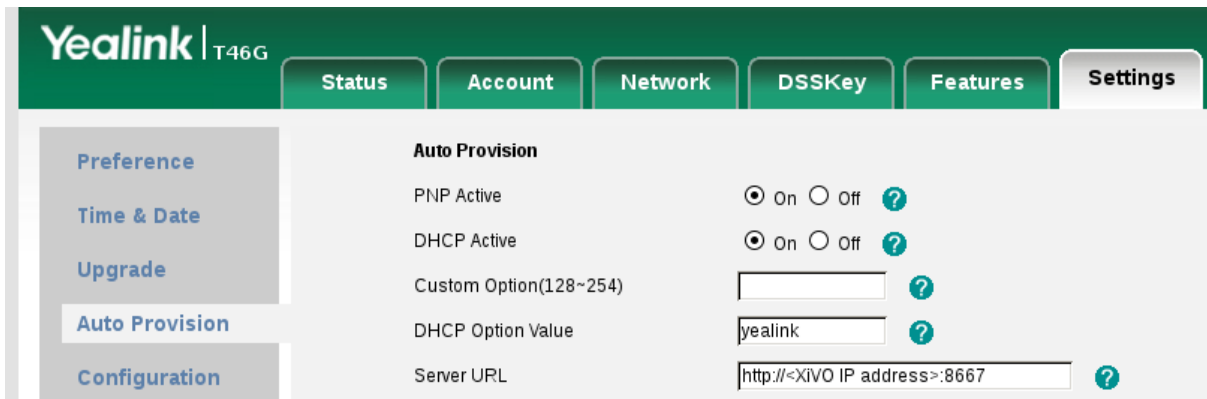 Yealink T46G
Status Account Network DSSKey Features Settings
Preference
Time & Date
Upgrade
Auto Provision
Configuration
Auto Provision
PNP Active On Off ?
DHCP Active On Off ?
Custom Option(128~254) ?
DHCP Option Value yealink ?
Server URL http://<XiVO IP address>:8667 ?